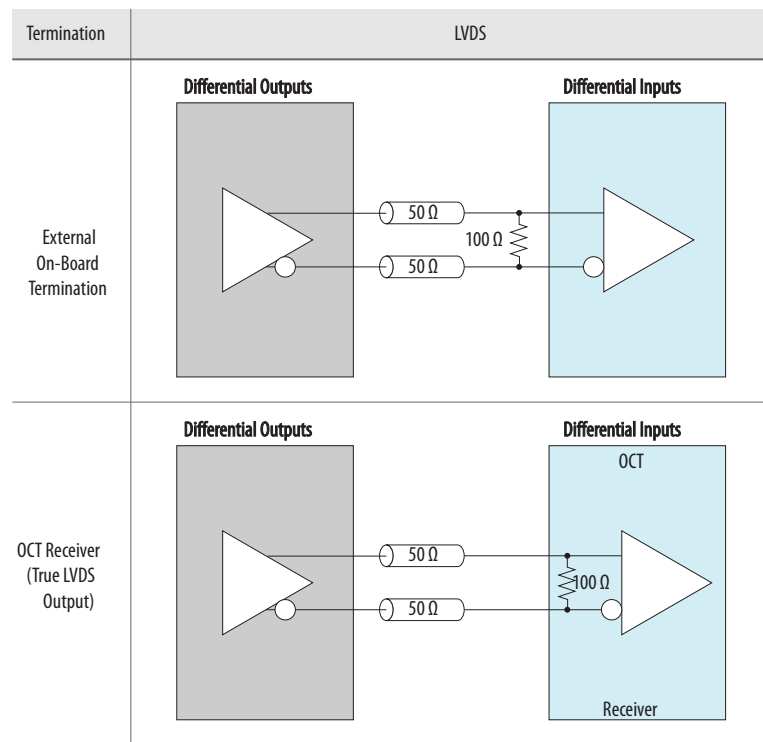 Termination
LVDS
Differential Outputs
Differential Inputs
External
On-Board
Termination
50 Ω
100 Ω
50 Ω
Differential Outputs
Differential Inputs
OCT
OCT Receiver
(True LVDS
Output)
50 Ω
100 Ω
50 Ω
Receiver